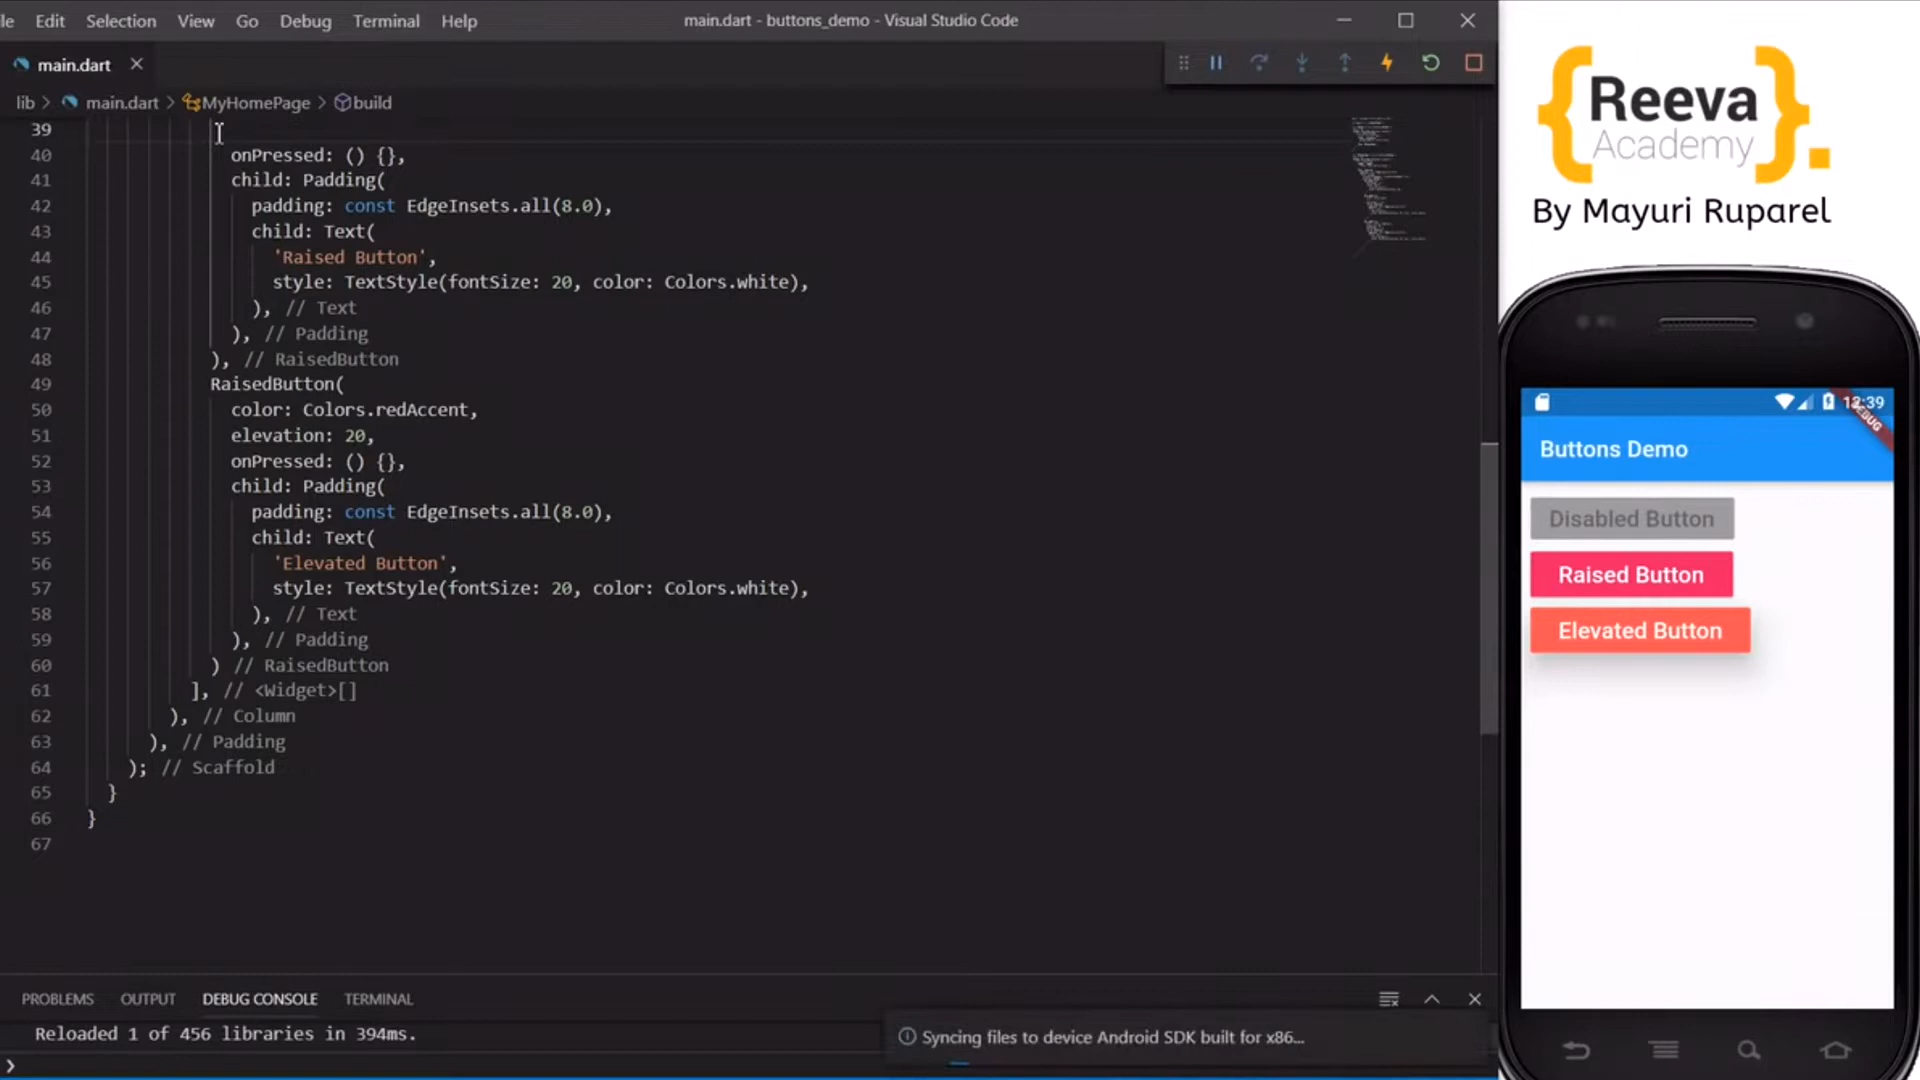 le Edit Selection View Go Debug Terminal Help
main.dart - buttons_demo - Visual Studio Code
main.dart
lib > main.dart > MyHomePage > build
39
40 onPressed: () {},
41 child: Padding(
42 padding: const EdgeInsets.all(8.0),
43 child: Text(
44 'Raised Button',
45 style: TextStyle(fontSize: 20, color: Colors.white),
46 ), // Text
47 ), // Padding
48 ), // RaisedButton
49 RaisedButton(
50 color: Colors.redAccent,
51 elevation: 20,
52 onPressed: () {},
53 child: Padding(
54 padding: const EdgeInsets.all(8.0),
55 child: Text(
56 'Elevated Button',
57 style: TextStyle(fontSize: 20, color: Colors.white),
58 ), // Text
59 ), // Padding
60 ) // RaisedButton
61 ], // <Widget>[]
62 ), // Column
63 ), // Padding
64 ); // Scaffold
65 }
66 }
67
PROBLEMS OUTPUT DEBUG CONSOLE TERMINAL
Reloaded 1 of 456 libraries in 394ms.
Syncing files to device Android SDK built for x86...
{Reeva
Academy}.
By Mayuri Ruparel
12:39
DEBUG
Buttons Demo
Disabled Button
Raised Button
Elevated Button